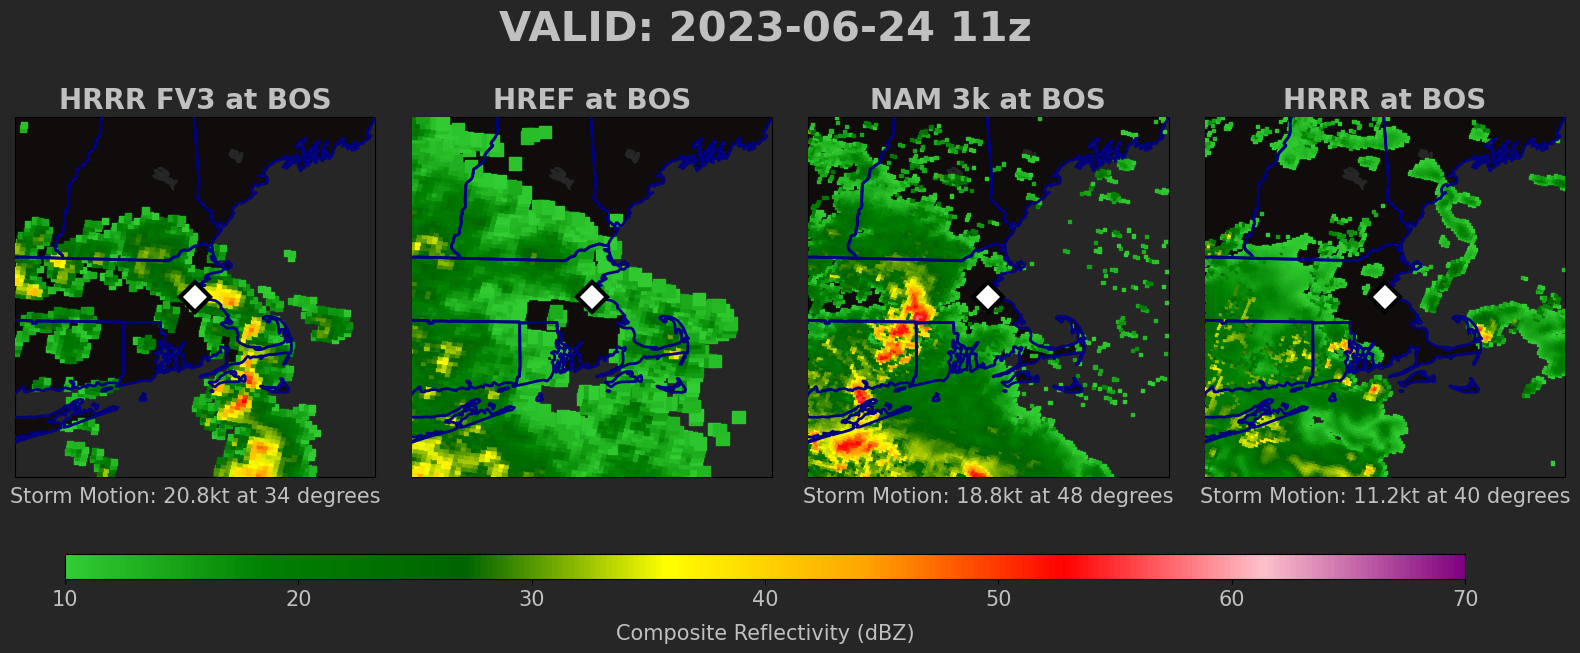 VALID: 2023-06-24 11z
HRRR FV3 at BOS
HREF at BOS
NAM 3k at BOS
HRRR at BOS
Storm Motion: 20.8kt at 34 degrees
Storm Motion: 18.8kt at 48 degrees
Storm Motion: 11.2kt at 40 degrees
10 20 30 40 50 60 70
Composite Reflectivity (dBZ)